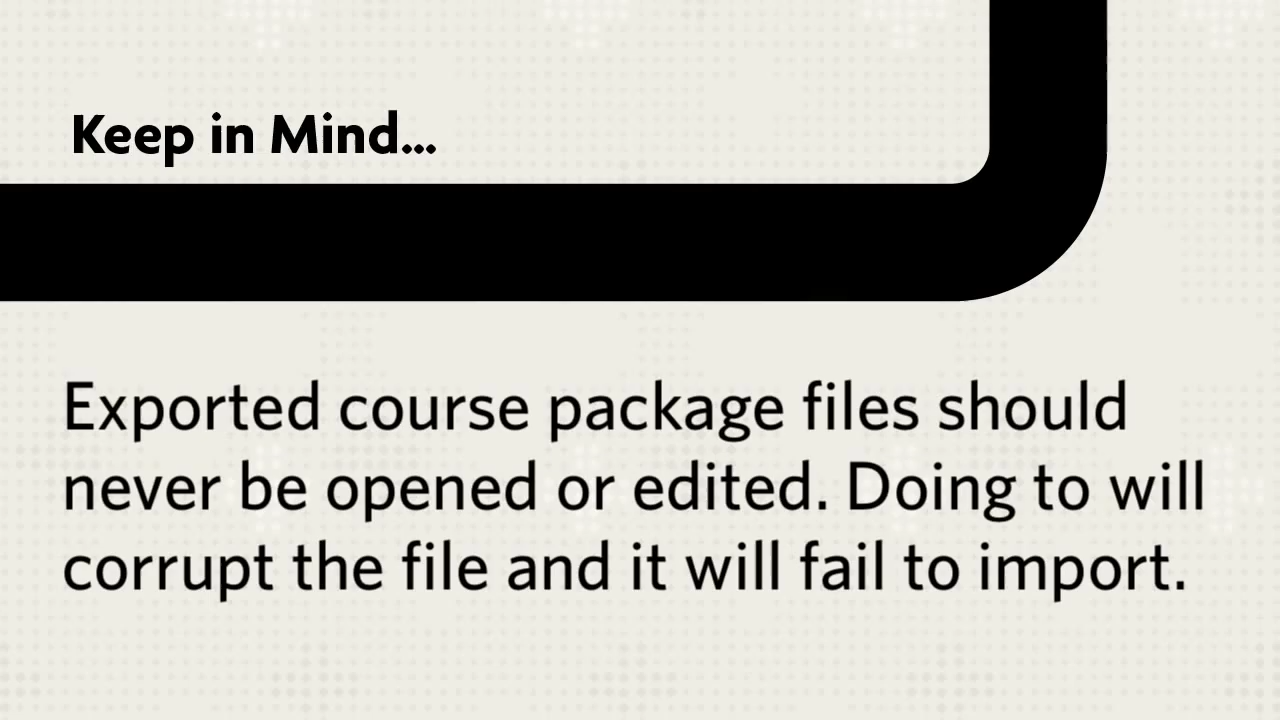 Keep in Mind...
Exported course package files should
never be opened or edited. Doing to will
corrupt the file and it will fail to import.